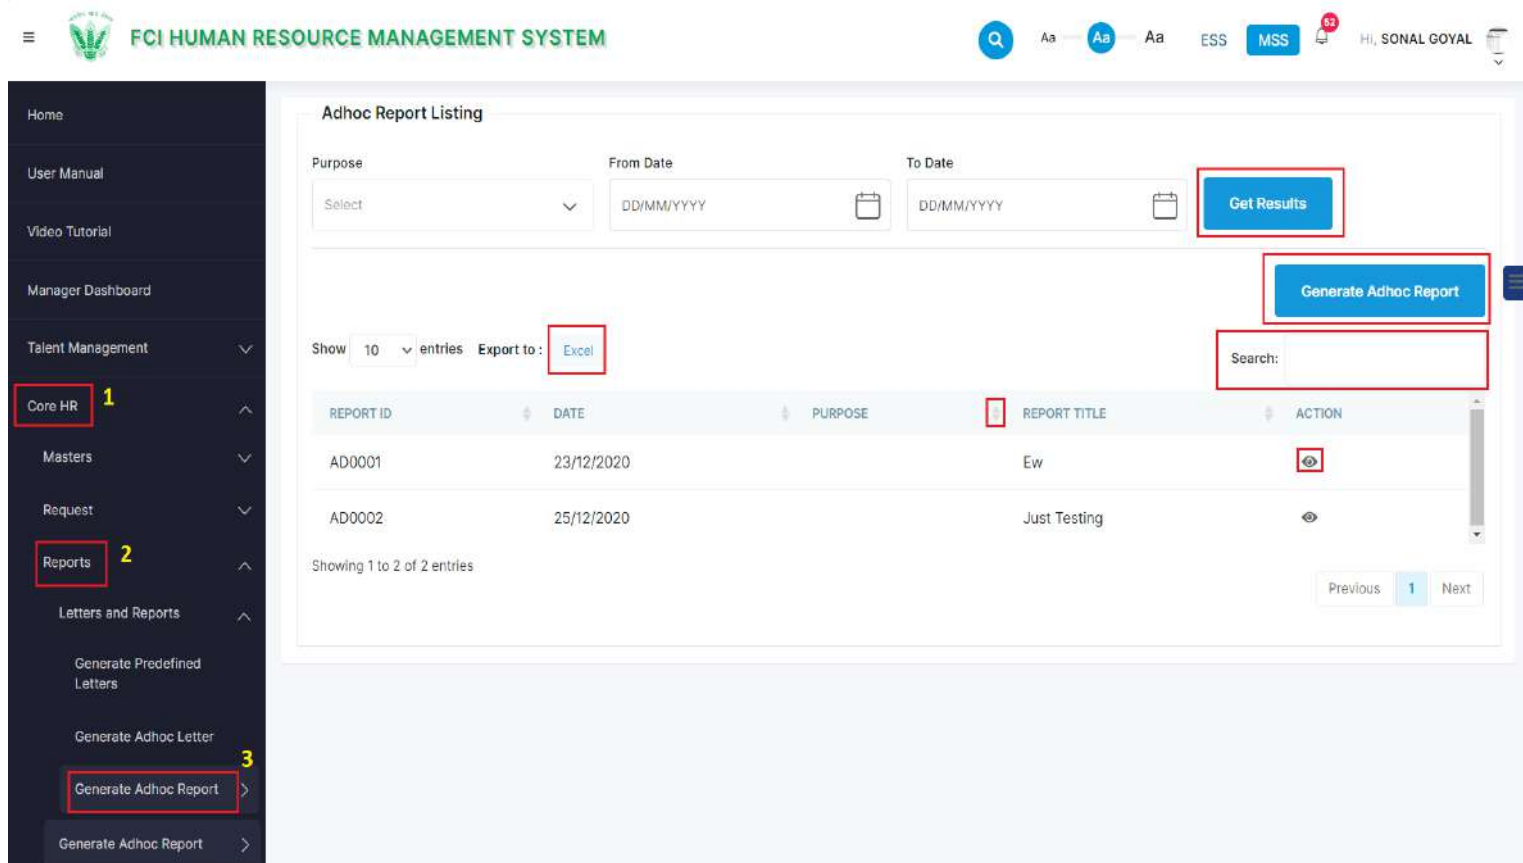 FCI HUMAN RESOURCE MANAGEMENT SYSTEM
Aa Aa Aa ESS MSS 52 Hi, SONAL GOYAL
Home
User Manual
Video Tutorial
Manager Dashboard
Talent Management
Core HR 1
Masters
Request
Reports 2
Letters and Reports
Generate Predefined
Letters
Generate Adhoc Letter
3
Generate Adhoc Report
Generate Adhoc Report
Adhoc Report Listing
Purpose From Date To Date
Select DD/MM/YYYY DD/MM/YYYY Get Results
Generate Adhoc Report
Show 10 entries Export to : Excel Search:
REPORT ID DATE PURPOSE REPORT TITLE ACTION
AD0001 23/12/2020 Ew
AD0002 25/12/2020 Just Testing
Showing 1 to 2 of 2 entries
Previous 1 Next